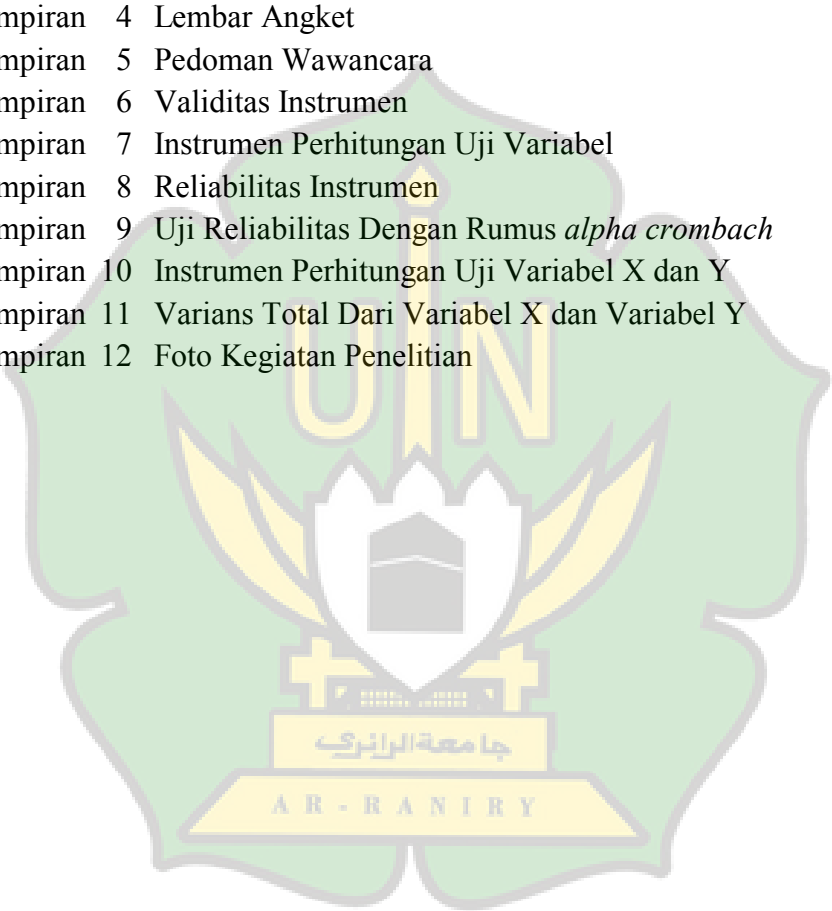 mpiran 4 Lembar Angket
mpiran 5 Pedoman Wawancara
mpiran 6 Validitas Instrumen
mpiran 7 Instrumen Perhitungan Uji Variabel
mpiran 8 Reliabilitas Instrumen
mpiran 9 Uji Reliabilitas Dengan Rumus alpha crombach
mpiran 10 Instrumen Perhitungan Uji Variabel X dan Y
mpiran 11 Varians Total Dari Variabel X dan Variabel Y
mpiran 12 Foto Kegiatan Penelitian
UIN
جامعة الرانري
AR-RANIRY